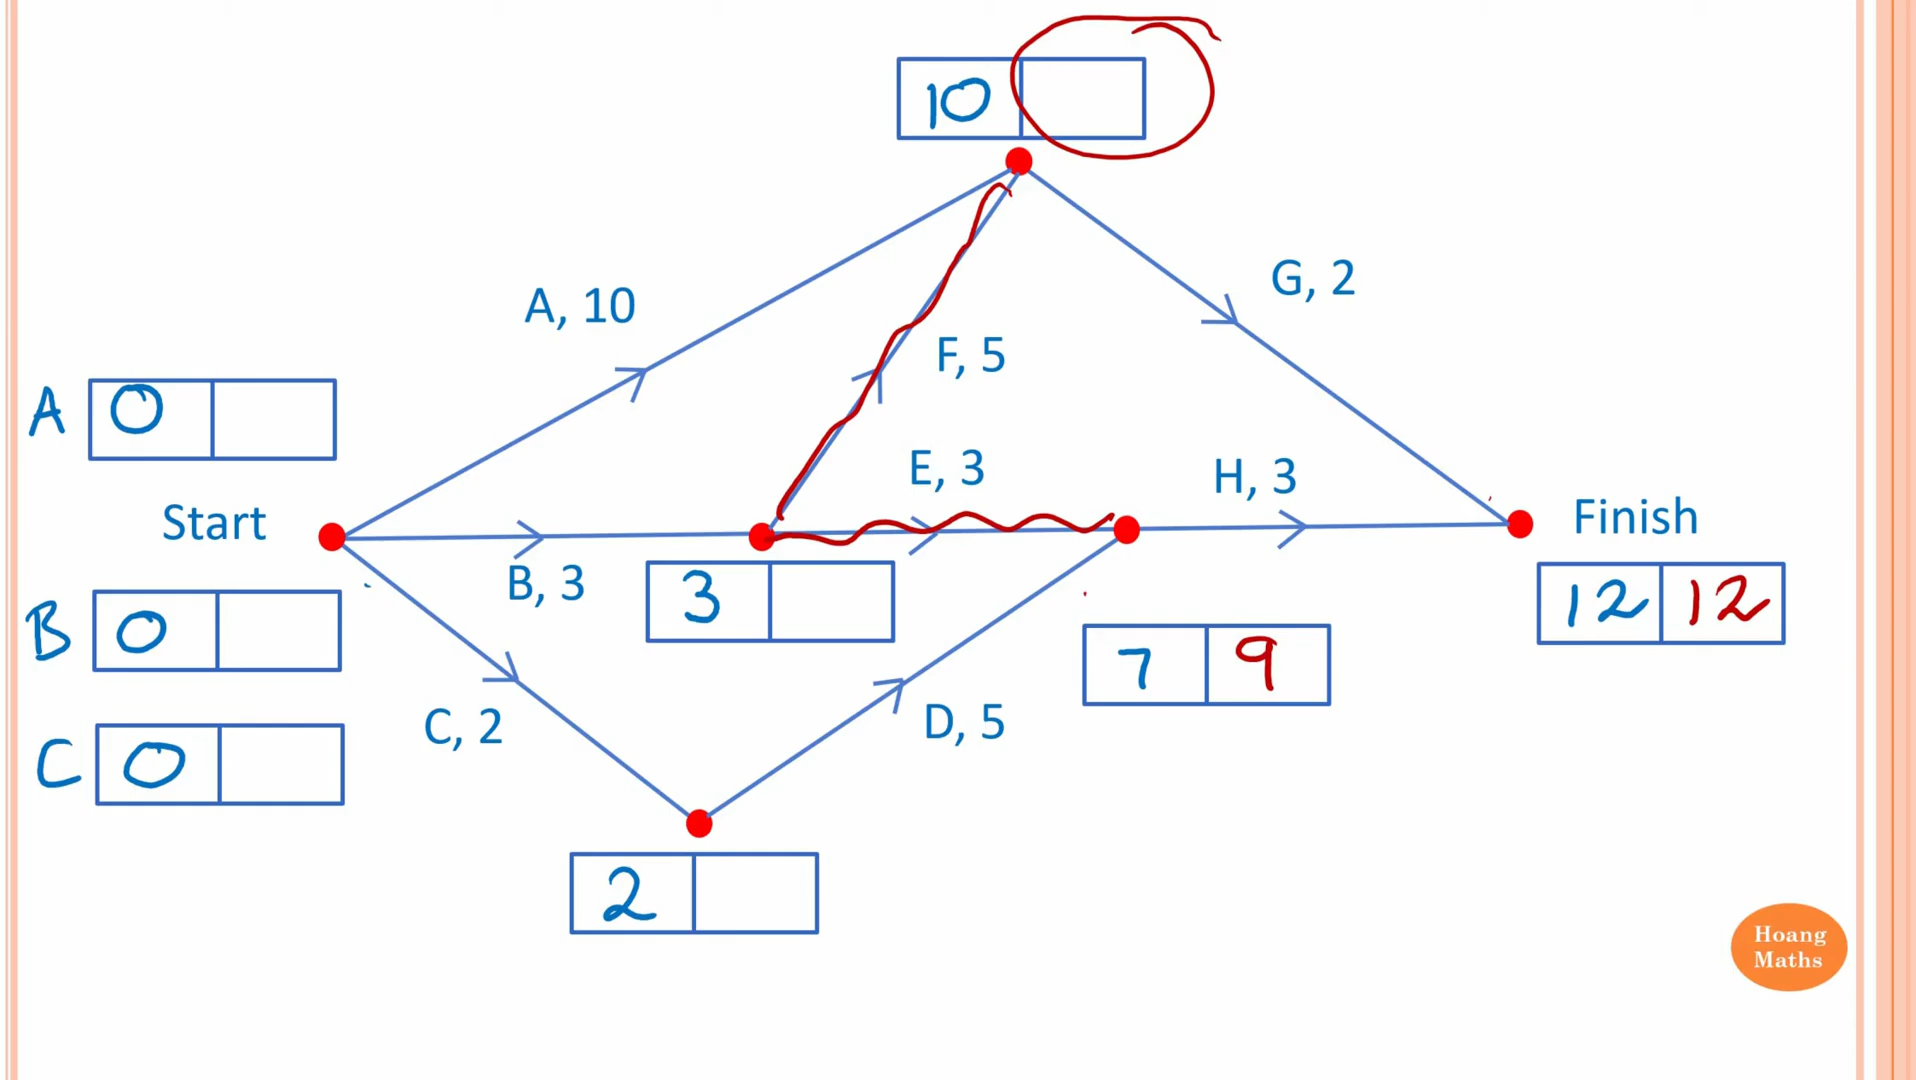 10
G, 2
A, 10
F, 5
A 0
E, 3
H, 3
Start
Finish
B, 3
3
12 12
B 0
7 9
C, 2
D, 5
C 0
2
Hoang
Maths